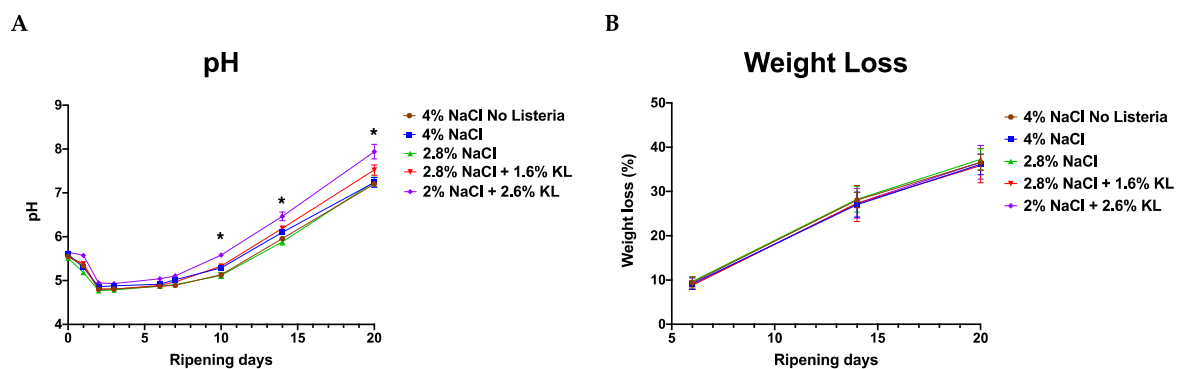 A
pH
9
8
7
6
5
4
pH
0
5
10
15
20
Ripening days
*
*
*
4% NaCl No Listeria
4% NaCl
2.8% NaCl
2.8% NaCl + 1.6% KL
2% NaCl + 2.6% KL
B
Weight Loss
50
40
30
20
10
0
Weight loss (%)
5
10
15
20
Ripening days
4% NaCl No Listeria
4% NaCl
2.8% NaCl
2.8% NaCl + 1.6% KL
2% NaCl + 2.6% KL